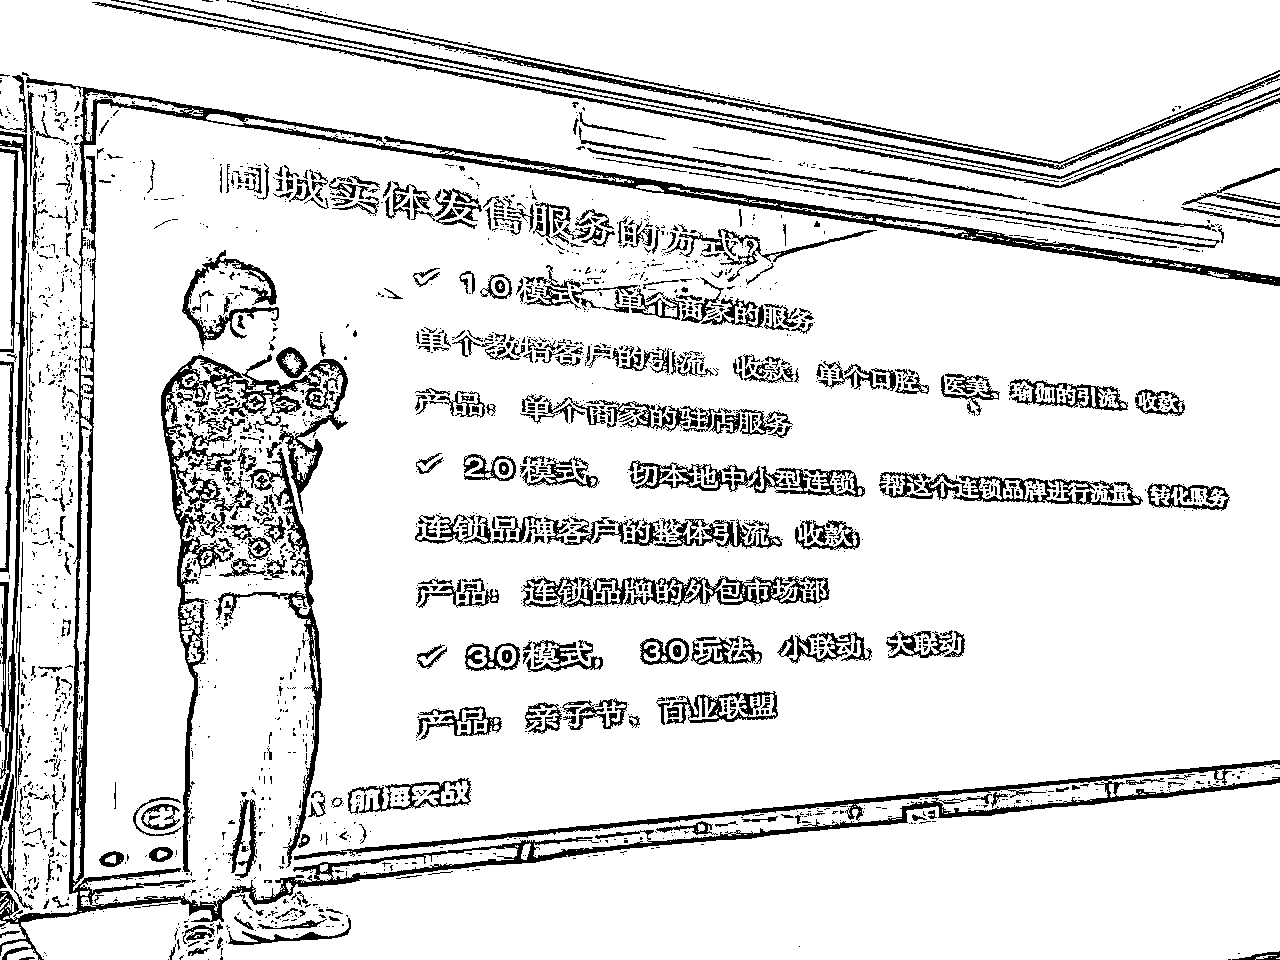 同城实体发售服务的方式?
✓ 1.0 模式， 单个商家的服务
单个教培客户的引流、收款；单个口腔、医美、瑜伽的引流、收款；
产品： 单个商家的驻店服务
✓ 2.0 模式， 切本地中小型连锁，帮这个连锁品牌进行流量、转化服务
连锁品牌客户的整体引流、收款；
产品： 连锁品牌的外包市场部
✓ 3.0 模式， 3.0 玩法，小联动，大联动
产品： 亲子节、百业联盟
·航海实战